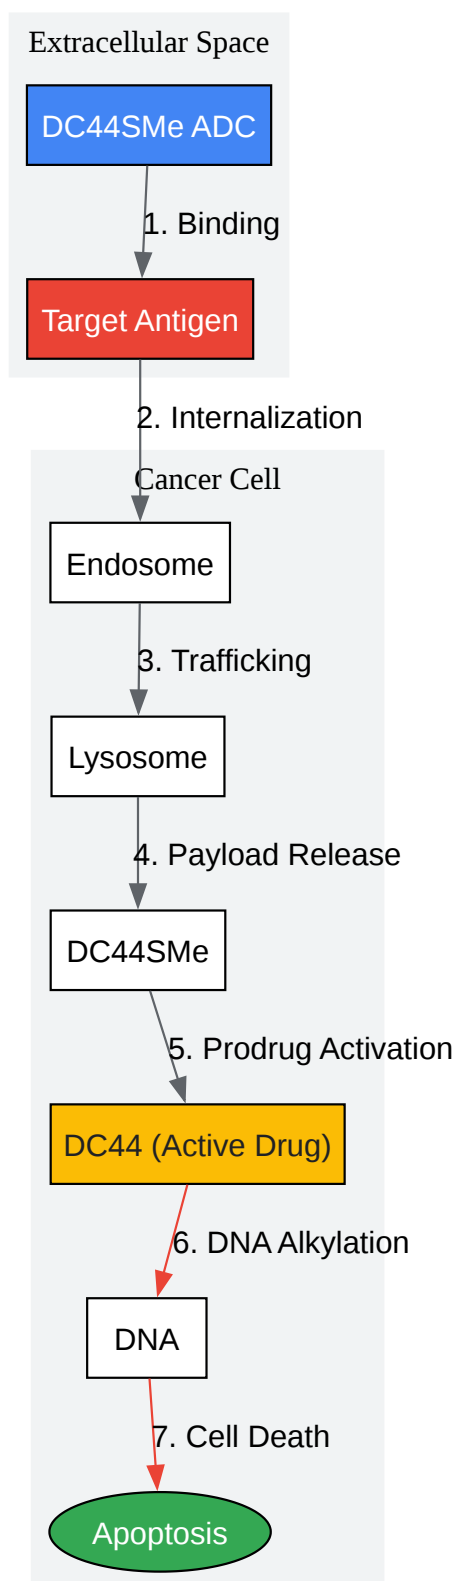 Extracellular Space
DC44SMe ADC
1. Binding
Target Antigen
2. Internalization
Cancer Cell
Endosome
3. Trafficking
Lysosome
4. Payload Release
DC44SMe
5. Prodrug Activation
DC44 (Active Drug)
6. DNA Alkylation
DNA
7. Cell Death
Apoptosis